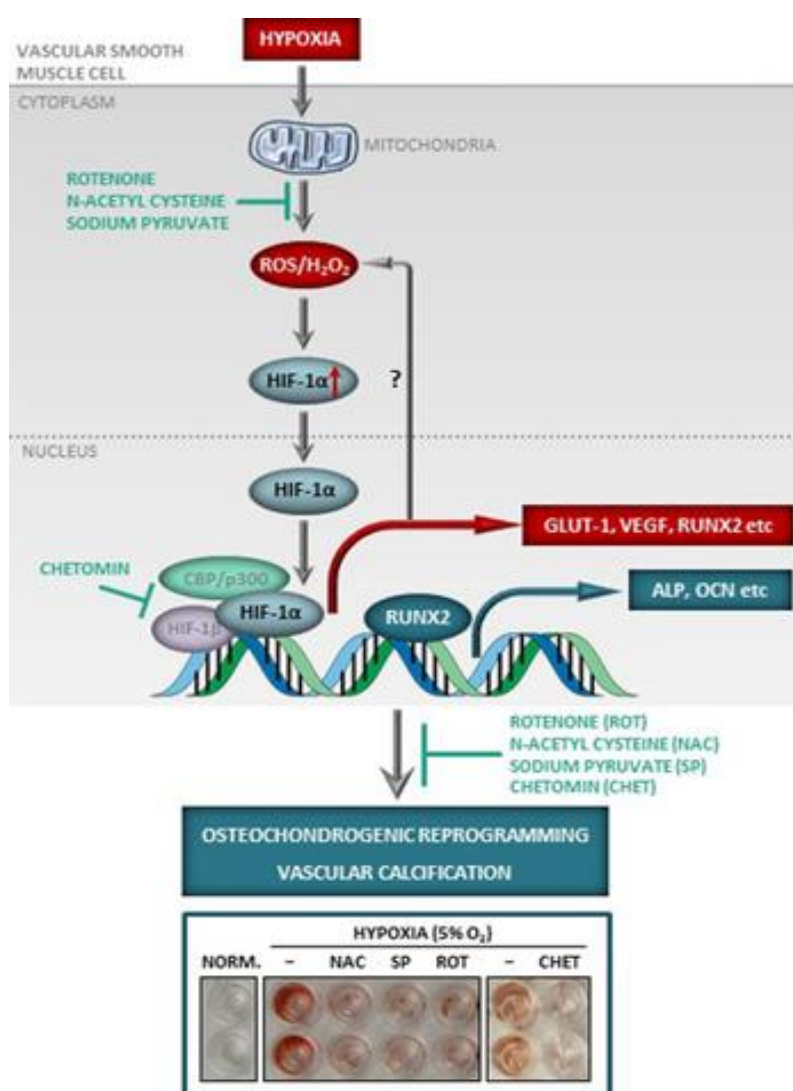 HYPOXIA
VASCULAR SMOOTH
MUSCLE CELL
CYTOPLASM
MITOCHONDRIA
ROTENONE
N-ACETYL CYSTEINE
SODIUM PYRUVATE
ROS/H₂O₂
HIF-1α
?
NUCLEUS
HIF-1α
GLUT-1, VEGF, RUNX2 etc
CHETOMIN
CBP/p300
ALP, OCN etc
HIF-1α
RUNX2
HIF-1β
ROTENONE (ROT)
N-ACETYL CYSTEINE (NAC)
SODIUM PYRUVATE (SP)
CHETOMIN (CHET)
OSTEOCHONDROGENIC REPROGRAMMING
VASCULAR CALCIFICATION
HYPOXIA (5% O₂)
NORM. – NAC SP ROT – CHET